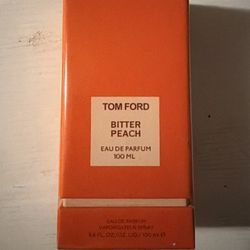 TOM FORD
BITTER
PEACH
EAU DE PARFUM
100 ML
EAU DE PARFUM